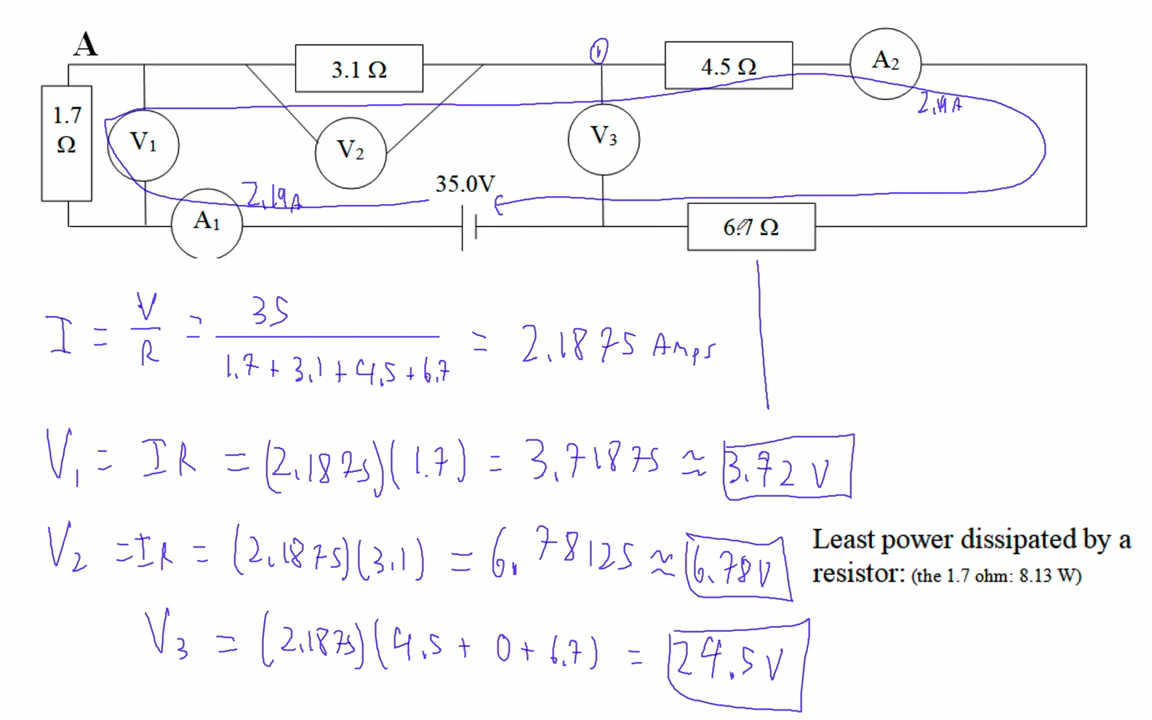 A
1.7 Ω
3.1 Ω
V1
V2
①
V3
4.5 Ω
A2
2.19A
35.0V
2.19A
A1
6.7 Ω
I = V/R = 35/(1.7 + 3.1 + 4.5 + 6.7) = 2.1875 Amps
V1 = IR = (2.1875)(1.7) = 3.71875 ≈ 3.72 V
V2 = IR = (2.1875)(3.1) = 6.78125 ≈ 6.78V
V3 = (2.1875)(4.5 + 0 + 6.7) = 24.5V
Least power dissipated by a
resistor: (the 1.7 ohm: 8.13 W)